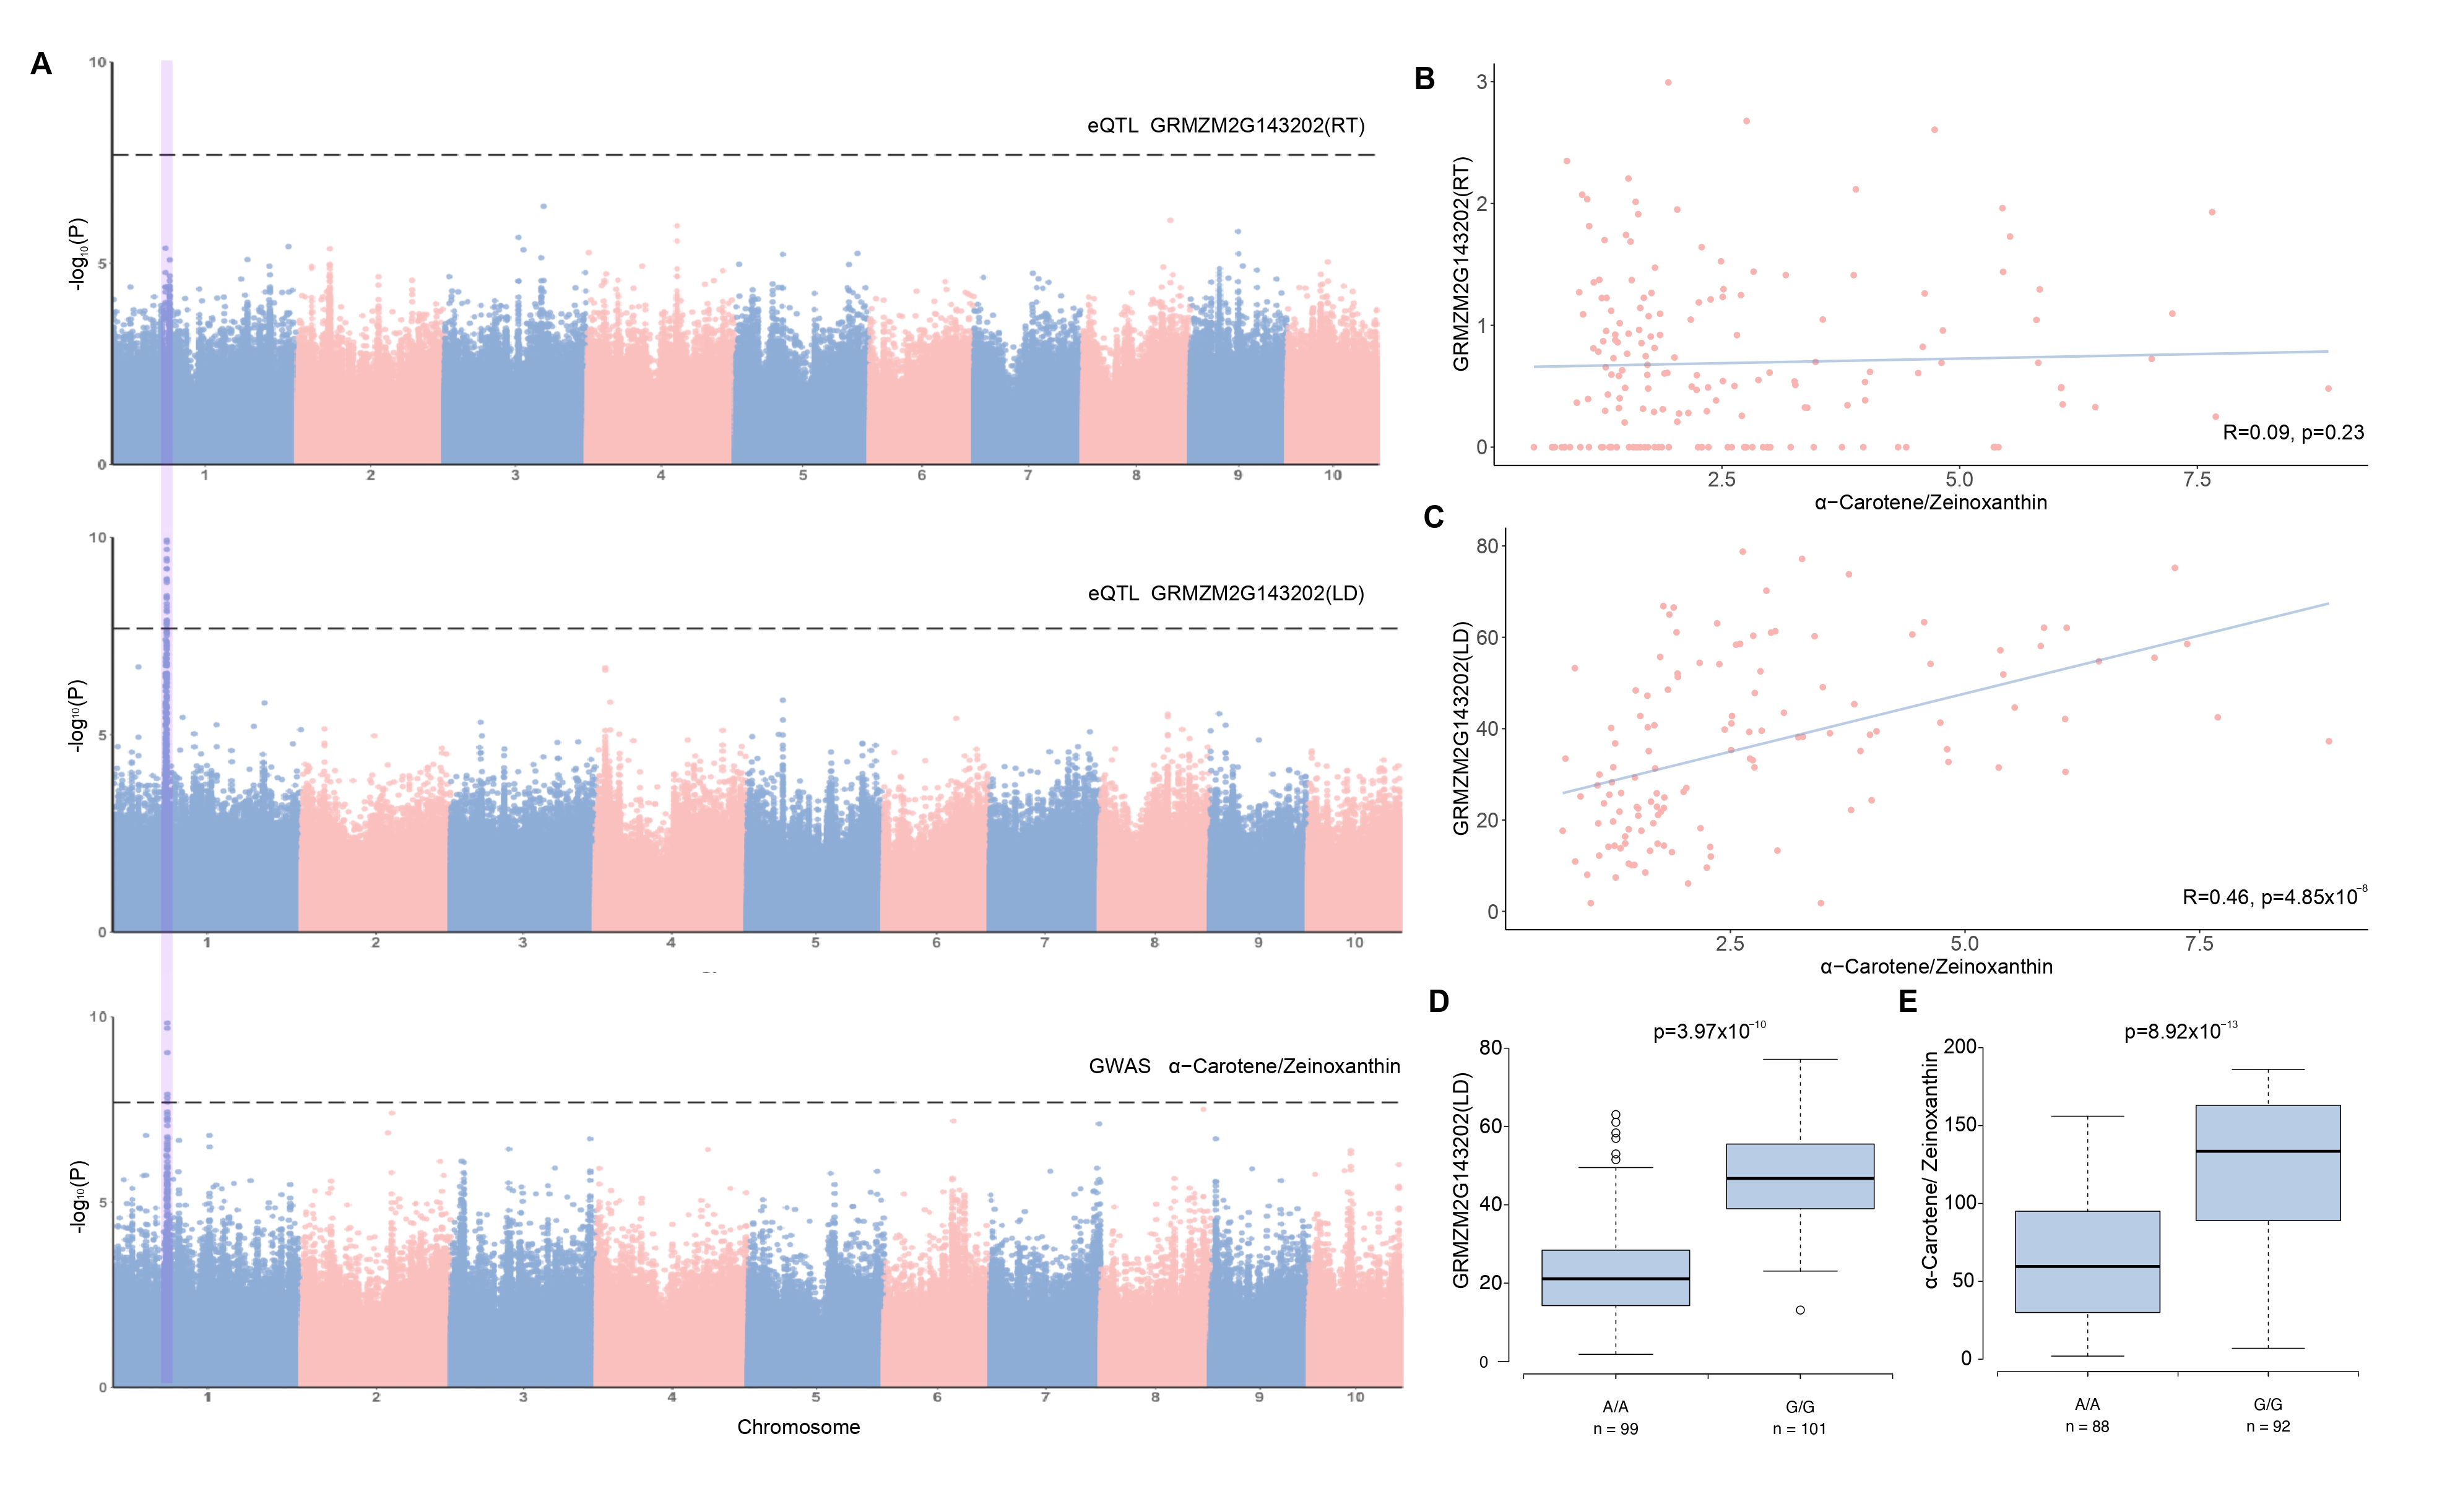 A
10
5
0
-log10(P)
eQTL GRMZM2G143202(RT)
1 2 3 4 5 6 7 8 9 10
10
5
0
-log10(P)
eQTL GRMZM2G143202(LD)
1 2 3 4 5 6 7 8 9 10
10
5
0
-log10(P)
GWAS α−Carotene/Zeinoxanthin
1 2 3 4 5 6 7 8 9 10
Chromosome
B
3
2
1
0
GRMZM2G143202(RT)
R=0.09, p=0.23
2.5 5.0 7.5
α−Carotene/Zeinoxanthin
C
80
60
40
20
0
GRMZM2G143202(LD)
R=0.46, p=4.85x10⁻⁸
2.5 5.0 7.5
α−Carotene/Zeinoxanthin
D
p=3.97x10⁻¹⁰
80
60
40
20
0
GRMZM2G143202(LD)
A/A G/G
n = 99 n = 101
E
p=8.92x10⁻¹³
200
150
100
50
0
α-Carotene/ Zeinoxanthin
A/A G/G
n = 88 n = 92